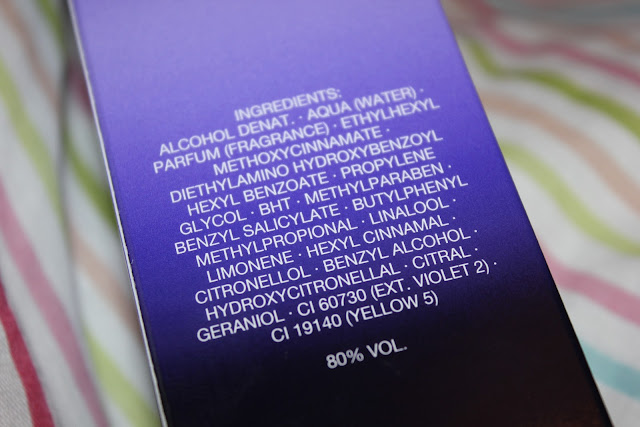 INGREDIENTS:
ALCOHOL DENAT. · AQUA (WATER) ·
PARFUM (FRAGRANCE) · ETHYLHEXYL
METHOXYCINNAMATE ·
DIETHYLAMINO HYDROXYBENZOYL
HEXYL BENZOATE · PROPYLENE
GLYCOL · BHT · METHYLPARABEN ·
BENZYL SALICYLATE · BUTYLPHENYL
METHYLPROPIONAL · LINALOOL ·
LIMONENE · HEXYL CINNAMAL ·
CITRONELLOL · BENZYL ALCOHOL ·
HYDROXYCITRONELLAL · CITRAL ·
GERANIOL · CI 60730 (EXT. VIOLET 2) ·
CI 19140 (YELLOW 5)
80% VOL.